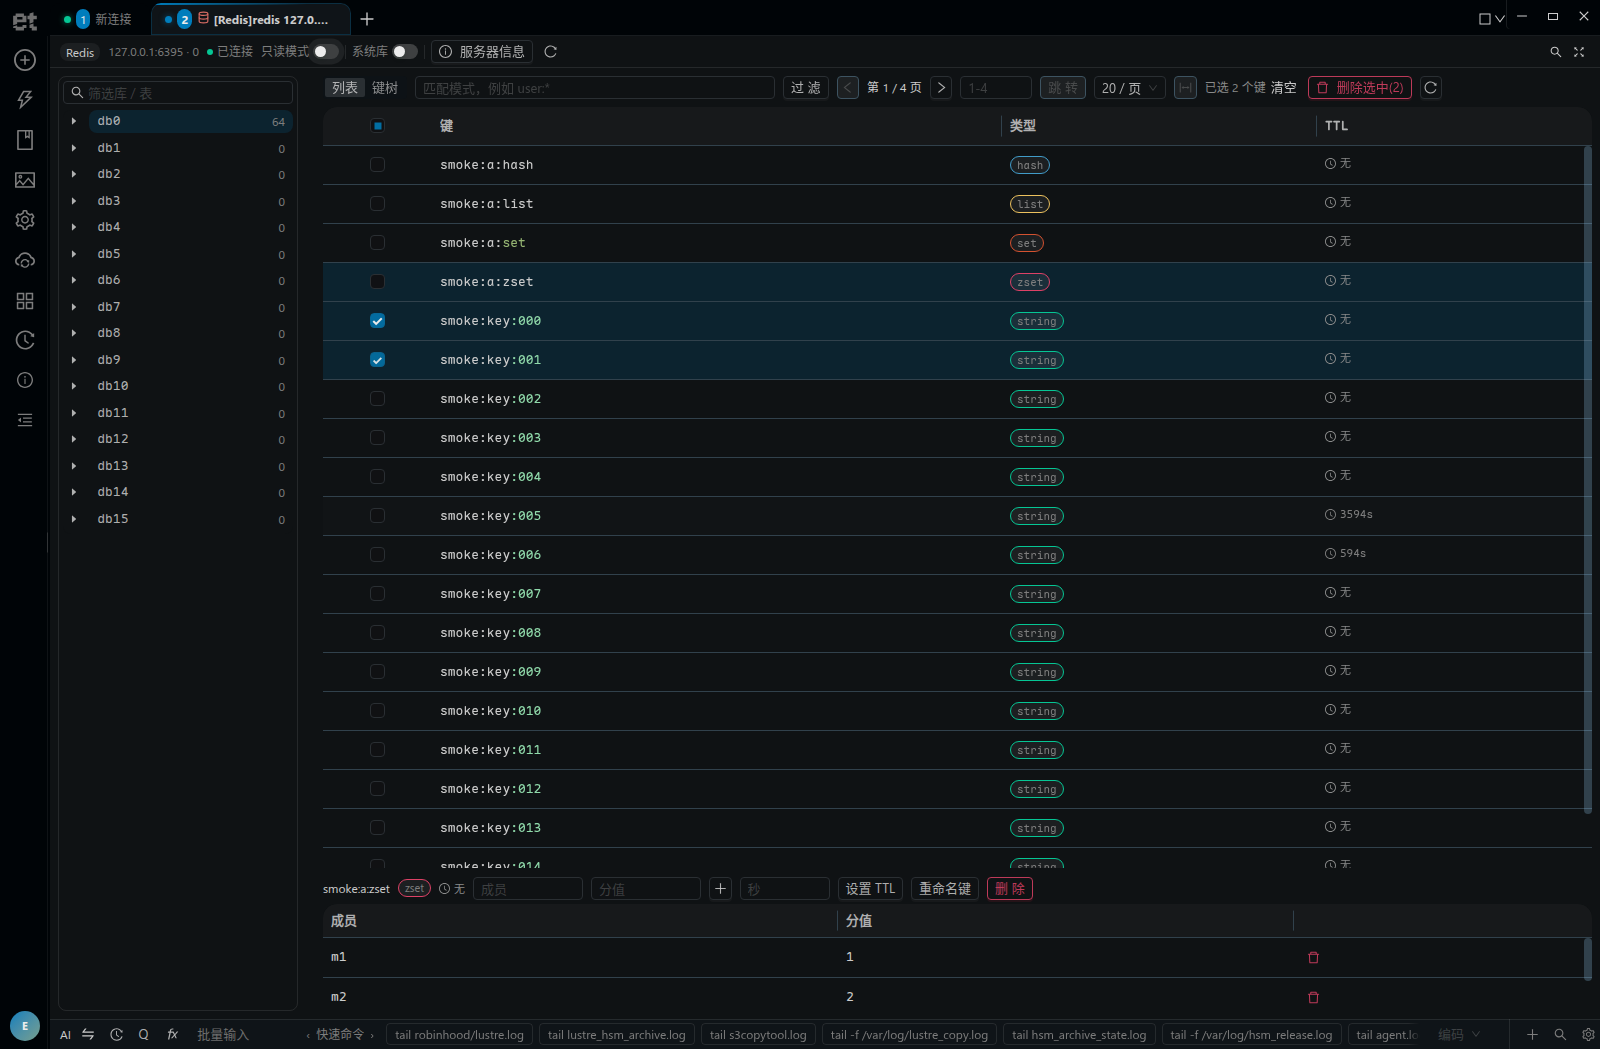 et
1 新连接
2 [Redis]redis 127.0....
Redis 127.0.0.1:6395 · 0 已连接 只读模式 系统库 服务器信息
筛选库 / 表
db0 64
db1 0
db2 0
db3 0
db4 0
db5 0
db6 0
db7 0
db8 0
db9 0
db10 0
db11 0
db12 0
db13 0
db14 0
db15 0
列表 键树 匹配模式，例如 user:* 过 滤 第 1 / 4 页 1-4 跳 转 20 / 页 已选 2 个键 清空 删除选中(2)
键 类型 TTL
smoke:a:hash hash 无
smoke:a:list list 无
smoke:a:set set 无
smoke:a:zset zset 无
smoke:key:000 string 无
smoke:key:001 string 无
smoke:key:002 string 无
smoke:key:003 string 无
smoke:key:004 string 无
smoke:key:005 string 3594s
smoke:key:006 string 594s
smoke:key:007 string 无
smoke:key:008 string 无
smoke:key:009 string 无
smoke:key:010 string 无
smoke:key:011 string 无
smoke:key:012 string 无
smoke:key:013 string 无
smoke:key:014 string 无
smoke:a:zset zset 无 成员 分值 秒 设置 TTL 重命名键 删 除
成员 分值
m1 1
m2 2
E
AI Q fx 批量输入 ‹ 快速命令 › tail robinhood/lustre.log tail lustre_hsm_archive.log tail s3copytool.log tail -f /var/log/lustre_copy.log tail hsm_archive_state.log tail -f /var/log/hsm_release.log tail agent.lo 编码